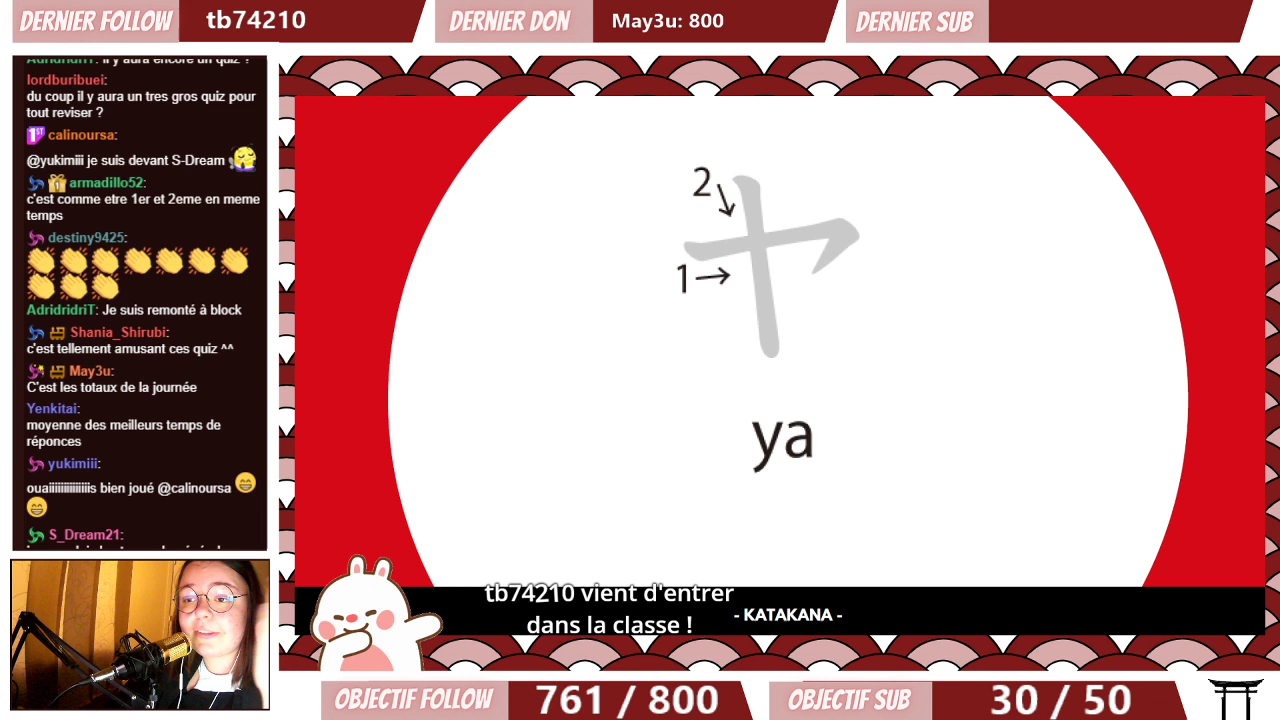 DERNIER FOLLOW
tb74210
DERNIER DON
May3u: 800
DERNIER SUB
AdridridriT: Il y aura encore un quiz ?
lordburibuei:
du coup il y aura un tres gros quiz pour
tout reviser ?
1ST calinoursa:
@yukimiii je suis devant S-Dream
armadillo52:
c'est comme etre 1er et 2eme en meme
temps
destiny9425:
AdridridriT: Je suis remonté à block
Shania_Shirubi:
c'est tellement amusant ces quiz ^^
May3u:
C'est les totaux de la journée
Yenkitai:
moyenne des meilleurs temps de
réponces
yukimiii:
ouaiiiiiiiiiiiiiiis bien joué @calinoursa
S_Dream21:
2
ヤ
1
ya
tb74210 vient d'entrer
dans la classe !
- KATAKANA -
OBJECTIF FOLLOW
761 / 800
OBJECTIF SUB
30 / 50